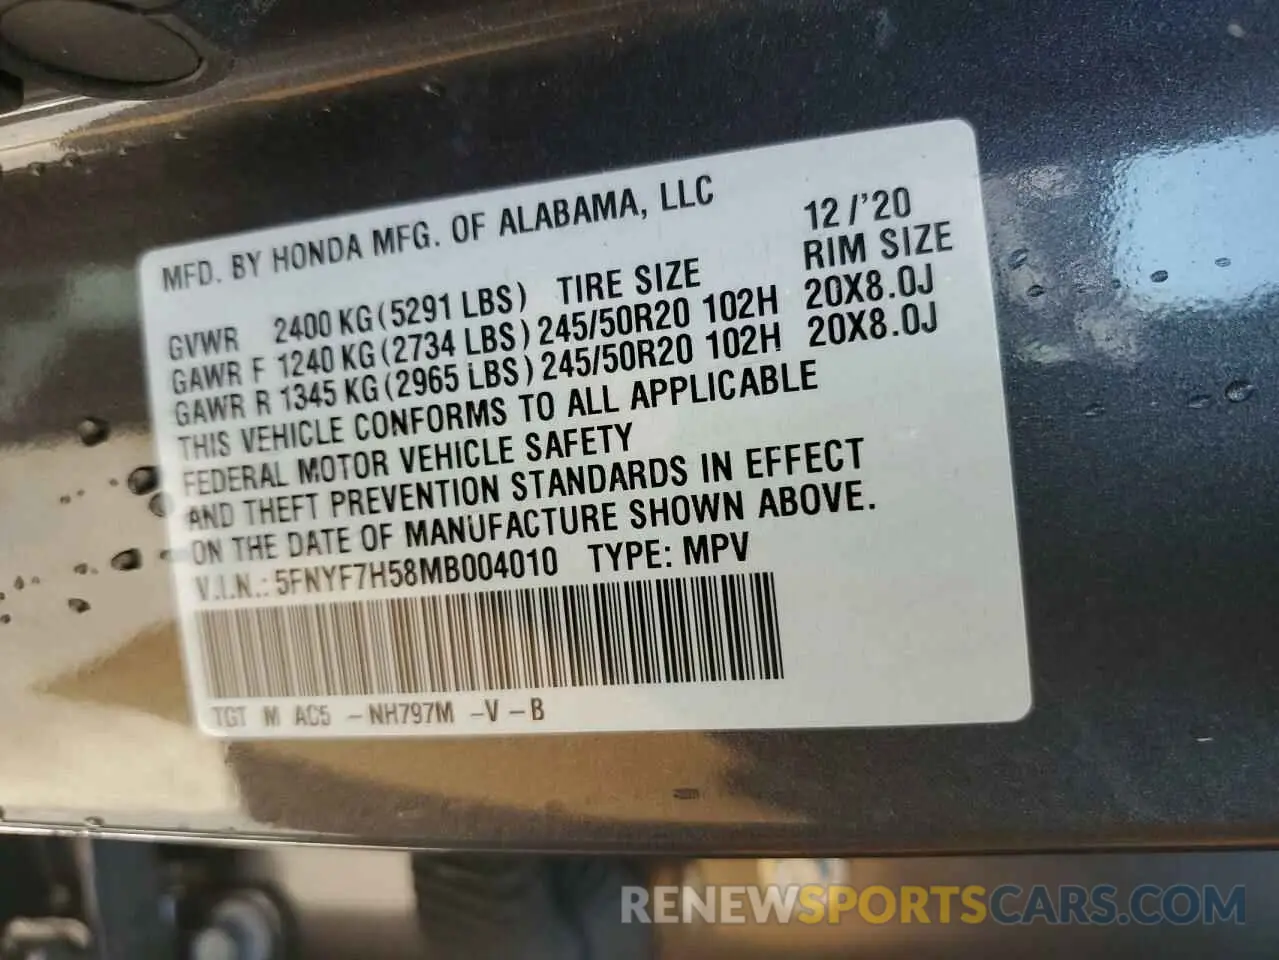 MFD. BY HONDA MFG. OF ALABAMA, LLC 12/'20
GVWR 2400 KG (5291 LBS) TIRE SIZE RIM SIZE
GAWR F 1240 KG (2734 LBS) 245/50R20 102H 20X8.0J
GAWR R 1345 KG (2965 LBS) 245/50R20 102H 20X8.0J
THIS VEHICLE CONFORMS TO ALL APPLICABLE
FEDERAL MOTOR VEHICLE SAFETY
AND THEFT PREVENTION STANDARDS IN EFFECT
ON THE DATE OF MANUFACTURE SHOWN ABOVE.
V.I.N.: 5FNYF7H58MB004010 TYPE: MPV
TGT M AC5 -NH797M -V -B
RENEWSPORTSCARS.COM